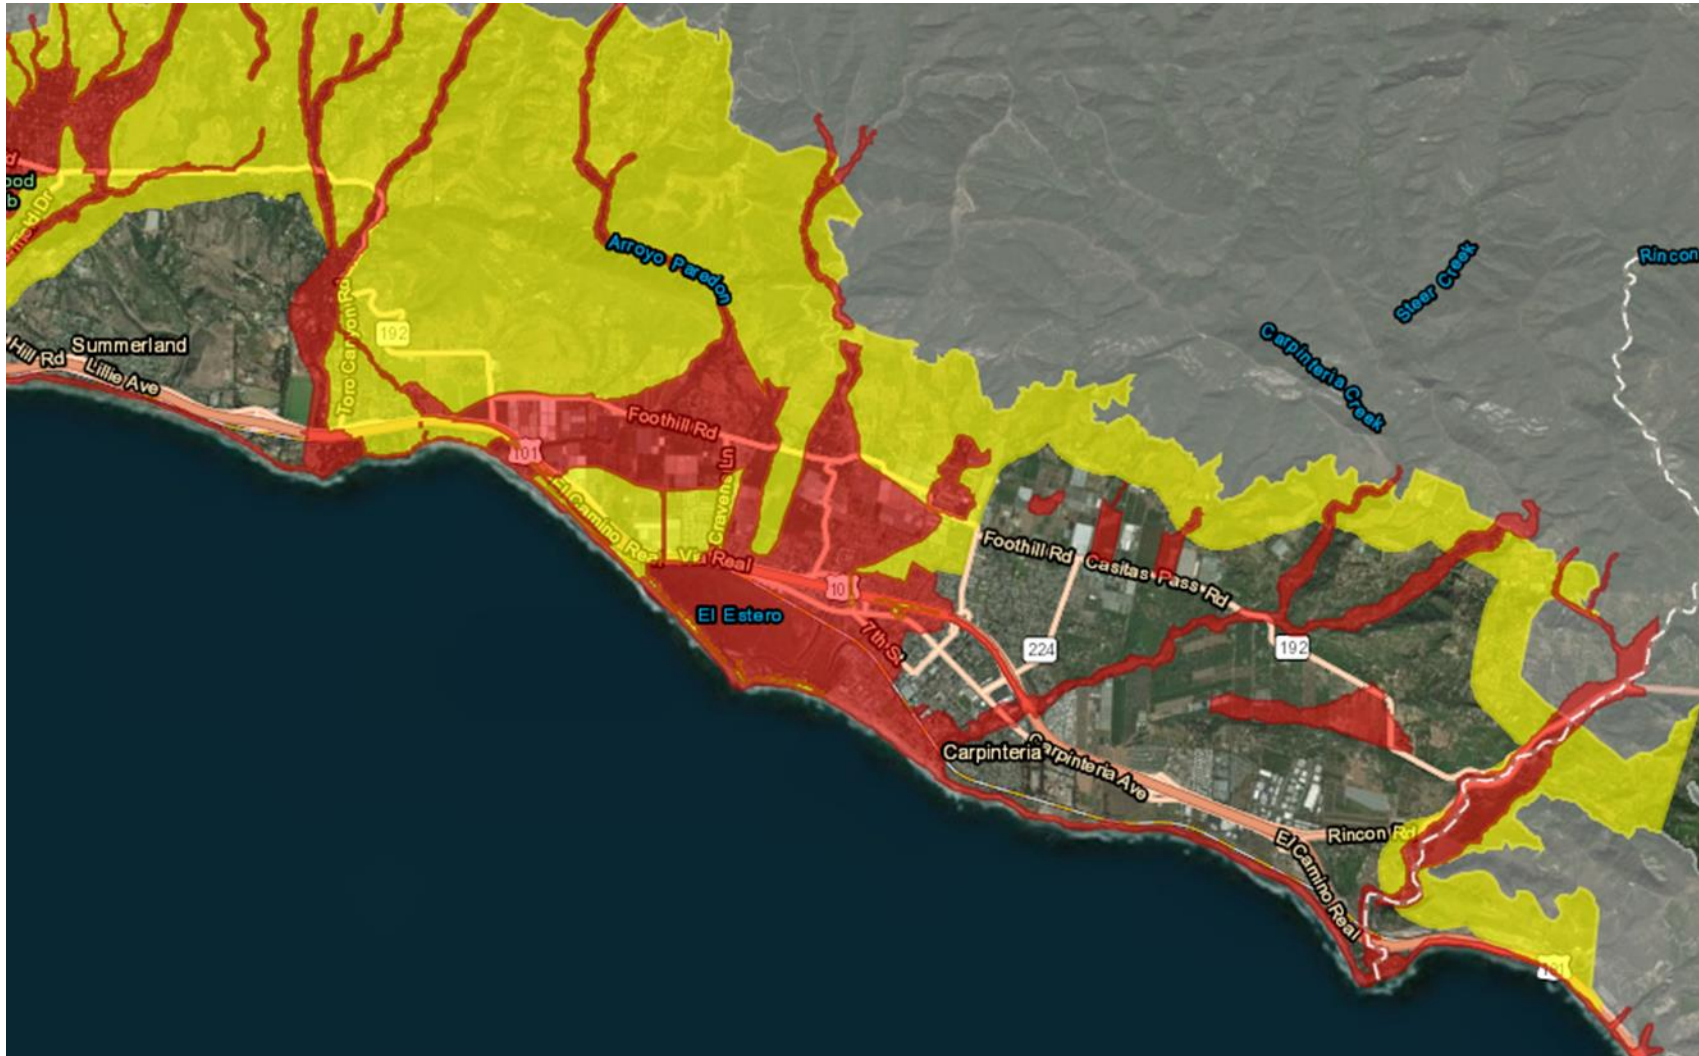 Arroyo Paredon
Steer Creek
Rincon
Carpinteria Creek
192
Toro Canyon Rd
Summerland
Hill Rd
Lillie Ave
Foothill Rd
101
Cravens Ln
El Camino Real
Via Real
El Estero
10
7th St
Foothill Rd
Casitas Pass Rd
224
192
Carpinteria
Carpinteria Ave
Rincon Rd
El Camino Real
101